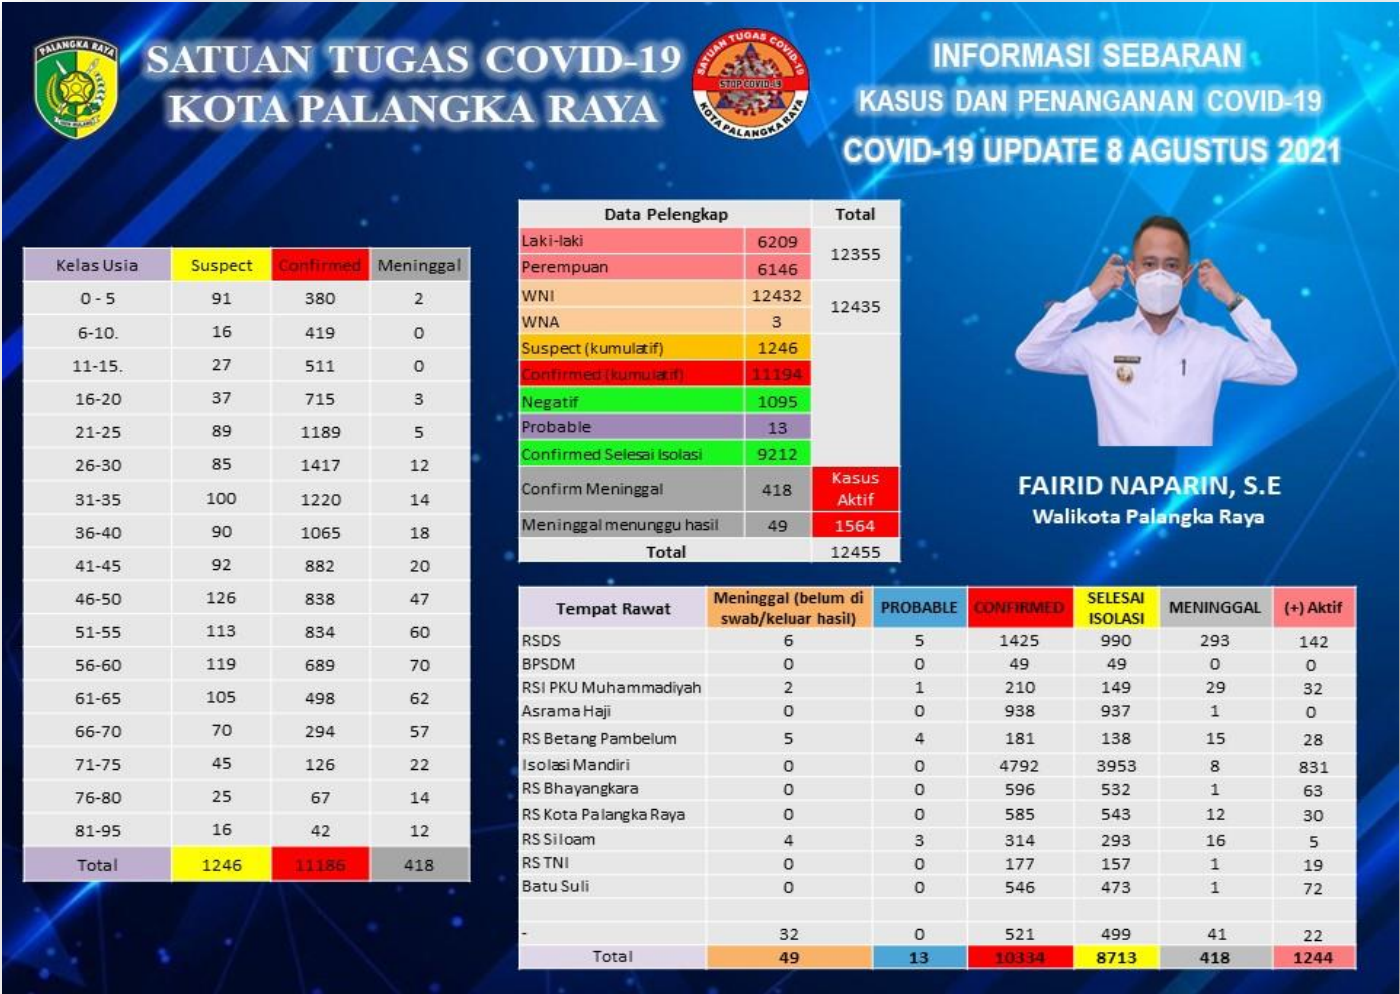 PALANGKA RAYA
SATUAN TUGAS COVID-19
KOTA PALANGKA RAYA
SATUAN TUGAS COVID-19
STOP COVID-19
KOTA PALANGKA RAYA
INFORMASI SEBARAN
KASUS DAN PENANGANAN COVID-19
COVID-19 UPDATE 8 AGUSTUS 2021
Kelas Usia Suspect Confirmed Meninggal
0 - 5 91 380 2
6-10. 16 419 0
11-15. 27 511 0
16-20 37 715 3
21-25 89 1189 5
26-30 85 1417 12
31-35 100 1220 14
36-40 90 1065 18
41-45 92 882 20
46-50 126 838 47
51-55 113 834 60
56-60 119 689 70
61-65 105 498 62
66-70 70 294 57
71-75 45 126 22
76-80 25 67 14
81-95 16 42 12
Total 1246 11186 418
Data Pelengkap Total
Laki-laki 6209
12355
Perempuan 6146
WNI 12432
12435
WNA 3
Suspect (kumulatif) 1246
Confirmed (kumulatif) 11194
Negatif 1095
Probable 13
Confirmed Selesai Isolasi 9212
Confirm Meninggal 418 Kasus
Aktif
Meninggal menunggu hasil 49 1564
Total 12455
FAIRID NAPARIN, S.E
Walikota Palangka Raya
Tempat Rawat Meninggal (belum di PROBABLE CONFIRMED SELESAI MENINGGAL (+) Aktif
swab/keluar hasil) ISOLASI
RSDS 6 5 1425 990 293 142
BPSDM 0 0 49 49 0 0
RSI PKU Muhammadiyah 2 1 210 149 29 32
Asrama Haji 0 0 938 937 1 0
RS Betang Pambelum 5 4 181 138 15 28
Isolasi Mandiri 0 0 4792 3953 8 831
RS Bhayangkara 0 0 596 532 1 63
RS Kota Palangka Raya 0 0 585 543 12 30
RS Siloam 4 3 314 293 16 5
RS TNI 0 0 177 157 1 19
Batu Suli 0 0 546 473 1 72
- 32 0 521 499 41 22
Total 49 13 10334 8713 418 1244